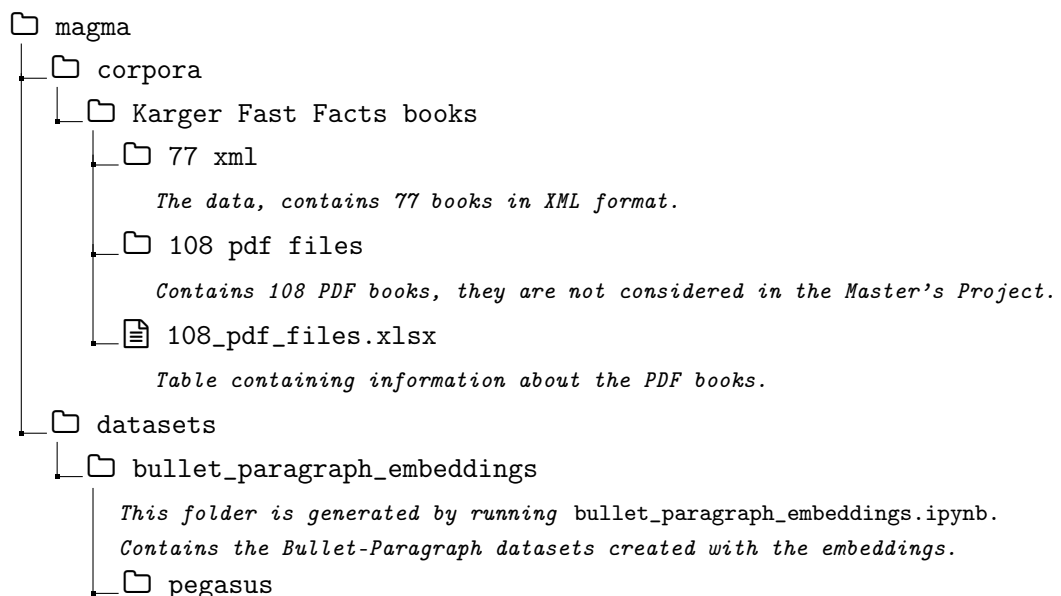 magma
corpora
Karger Fast Facts books
77 xml
The data, contains 77 books in XML format.
108 pdf files
Contains 108 PDF books, they are not considered in the Master's Project.
108_pdf_files.xlsx
Table containing information about the PDF books.
datasets
bullet_paragraph_embeddings
This folder is generated by running bullet_paragraph_embeddings.ipynb.
Contains the Bullet-Paragraph datasets created with the embeddings.
pegasus